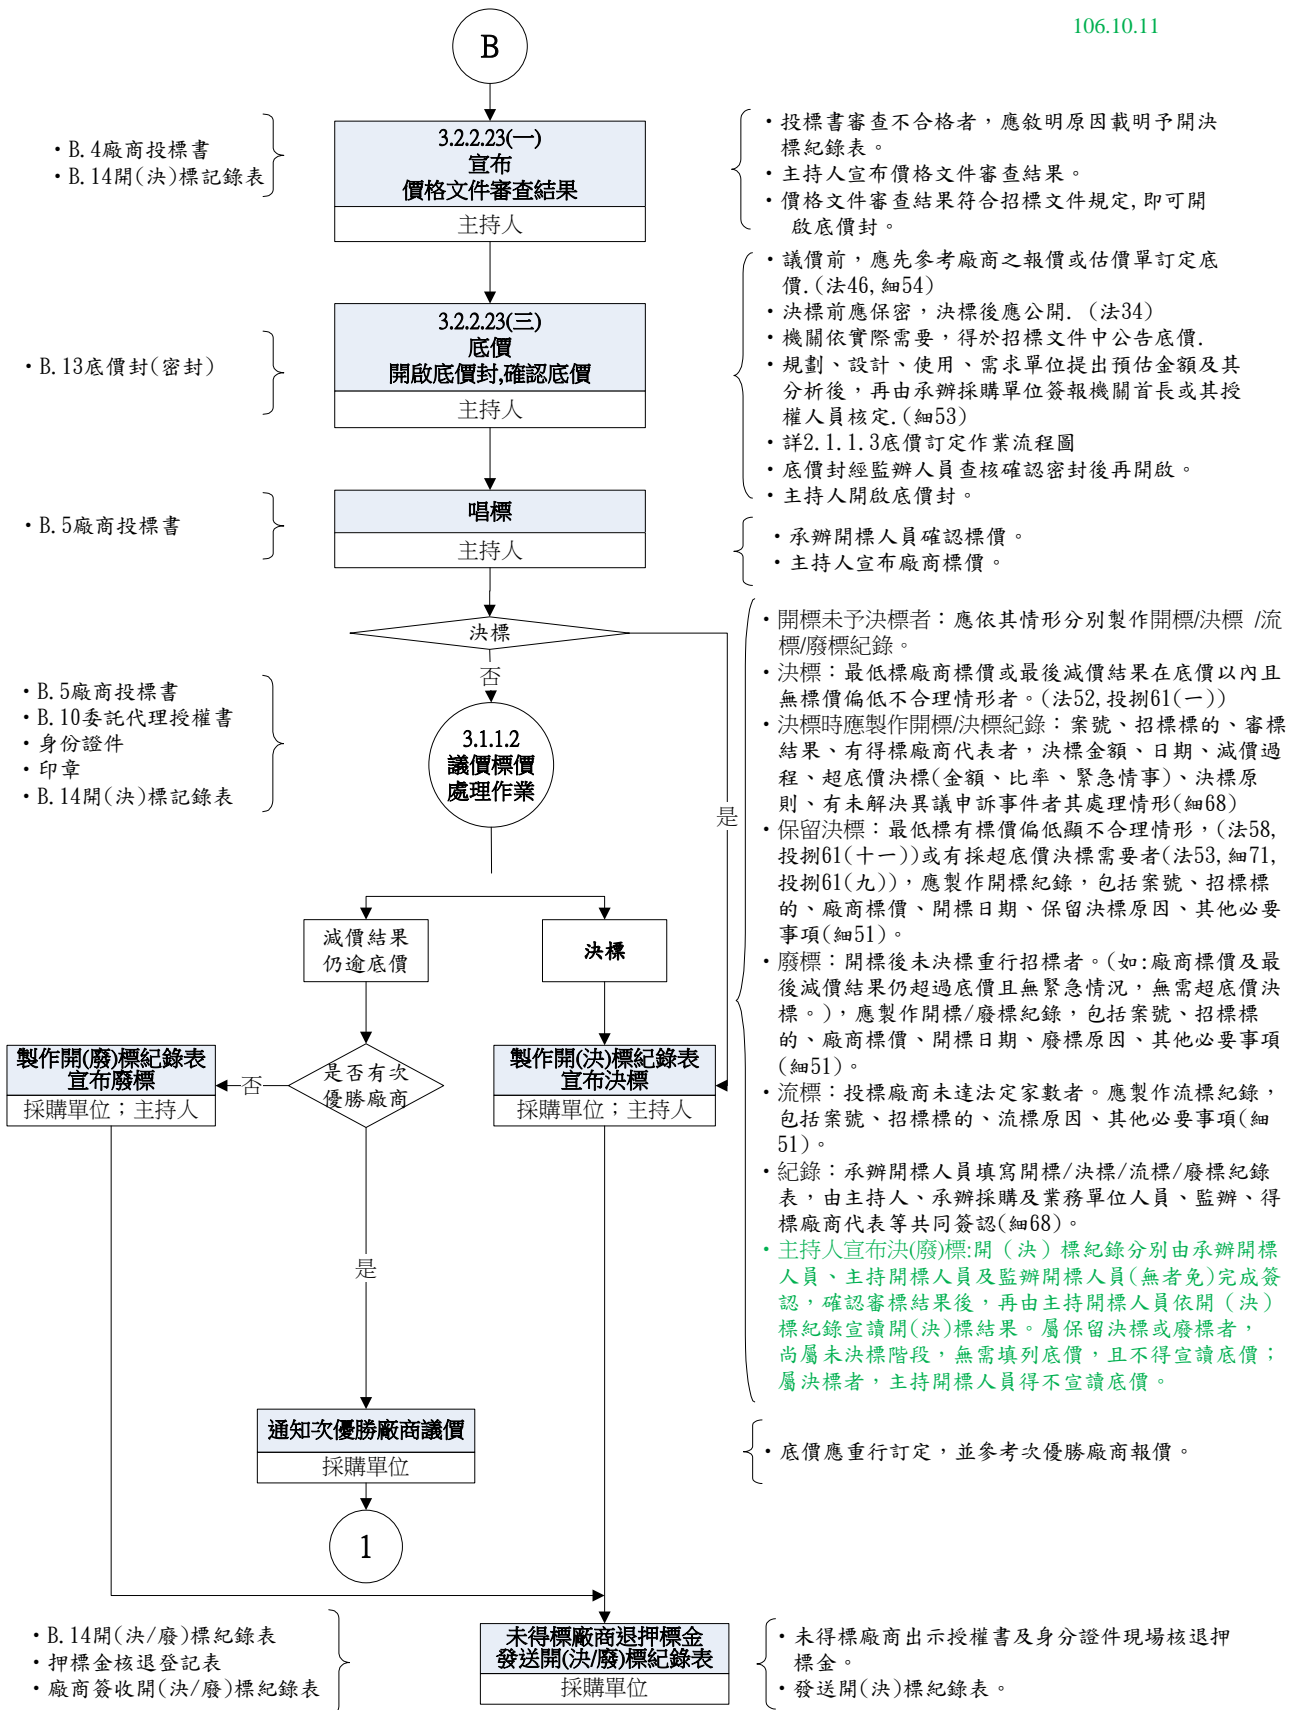 106.10.11
B
・B.4廠商投標書
・B.14開(決)標記錄表
3.2.2.23(一)
宣布
價格文件審查結果
主持人
・投標書審查不合格者，應敘明原因載明予開決
標紀錄表。
・主持人宣布價格文件審查結果。
・價格文件審查結果符合招標文件規定,即可開
啟底價封。
・B.13底價封(密封)
3.2.2.23(三)
底價
開啟底價封,確認底價
主持人
・議價前，應先參考廠商之報價或估價單訂定底
價.(法46,細54)
・決標前應保密，決標後應公開. (法34)
・機關依實際需要，得於招標文件中公告底價.
・規劃、設計、使用、需求單位提出預估金額及其
分析後，再由承辦採購單位簽報機關首長或其授
權人員核定.(細53)
・詳2.1.1.3底價訂定作業流程圖
・底價封經監辦人員查核確認密封後再開啟。
・主持人開啟底價封。
・B.5廠商投標書
唱標
主持人
・承辦開標人員確認標價。
・主持人宣布廠商標價。
決標
否
是
・B.5廠商投標書
・B.10委託代理授權書
・身份證件
・印章
・B.14開(決)標記錄表
3.1.1.2
議價標價
處理作業
・開標未予決標者：應依其情形分別製作開標/決標 /流
標/廢標紀錄。
・決標：最低標廠商標價或最後減價結果在底價以內且
無標價偏低不合理情形者。(法52,投捌61(一))
・決標時應製作開標/決標紀錄：案號、招標標的、審標
結果、有得標廠商代表者，決標金額、日期、減價過
程、超底價決標(金額、比率、緊急情事)、決標原
則、有未解決異議申訴事件者其處理情形(細68)
・保留決標：最低標有標價偏低顯不合理情形，(法58,
投捌61(十一))或有採超底價決標需要者(法53,細71,
投捌61(九))，應製作開標紀錄，包括案號、招標標
的、廠商標價、開標日期、保留決標原因、其他必要
事項(細51)。
・廢標：開標後未決標重行招標者。(如:廠商標價及最
後減價結果仍超過底價且無緊急情況，無需超底價決
標。)，應製作開標/廢標紀錄，包括案號、招標標
的、廠商標價、開標日期、廢標原因、其他必要事項
(細51)。
・流標：投標廠商未達法定家數者。應製作流標紀錄，
包括案號、招標標的、流標原因、其他必要事項(細
51)。
・紀錄：承辦開標人員填寫開標/決標/流標/廢標紀錄
表，由主持人、承辦採購及業務單位人員、監辦、得
標廠商代表等共同簽認(細68)。
・主持人宣布決(廢)標:開（決）標紀錄分別由承辦開標
人員、主持開標人員及監辦開標人員(無者免)完成簽
認，確認審標結果後，再由主持開標人員依開（決）
標紀錄宣讀開(決)標結果。屬保留決標或廢標者，
尚屬未決標階段，無需填列底價，且不得宣讀底價；
屬決標者，主持開標人員得不宣讀底價。
減價結果
仍逾底價
決標
製作開(廢)標紀錄表
宣布廢標
採購單位；主持人
否
是否有次
優勝廠商
製作開(決)標紀錄表
宣布決標
採購單位；主持人
是
通知次優勝廠商議價
採購單位
・底價應重行訂定，並參考次優勝廠商報價。
1
・B.14開(決/廢)標紀錄表
・押標金核退登記表
・廠商簽收開(決/廢)標紀錄表
未得標廠商退押標金
發送開(決/廢)標紀錄表
採購單位
・未得標廠商出示授權書及身分證件現場核退押
標金。
・發送開(決)標紀錄表。